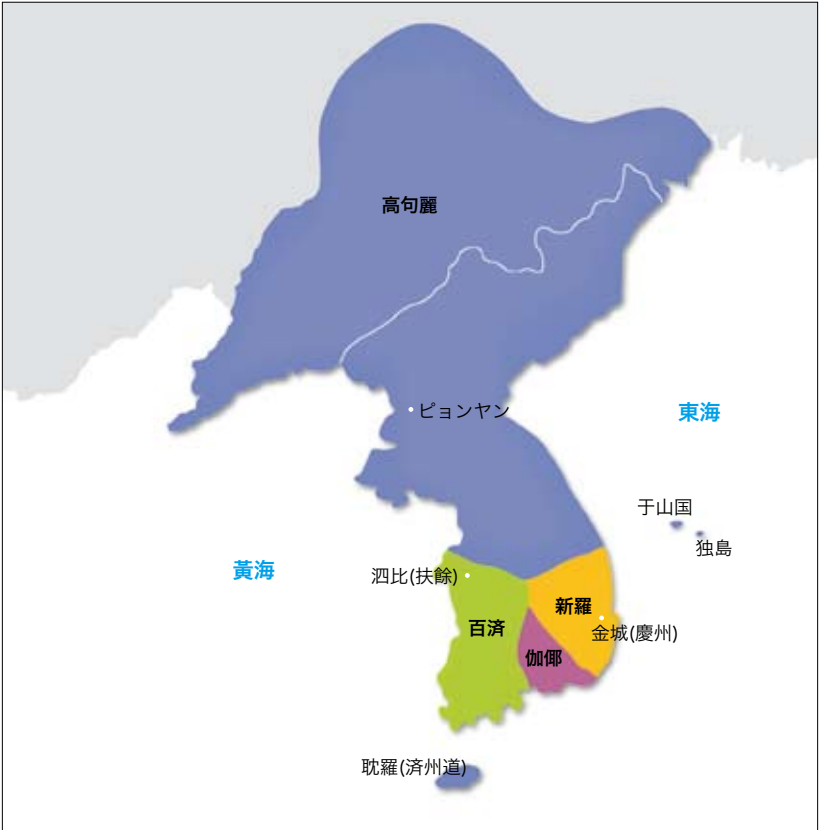 高句麗
ピョンヤン
東海
于山国
独島
黃海
泗比(扶餘)
新羅
金城(慶州)
百済
伽倻
耽羅(済州道)